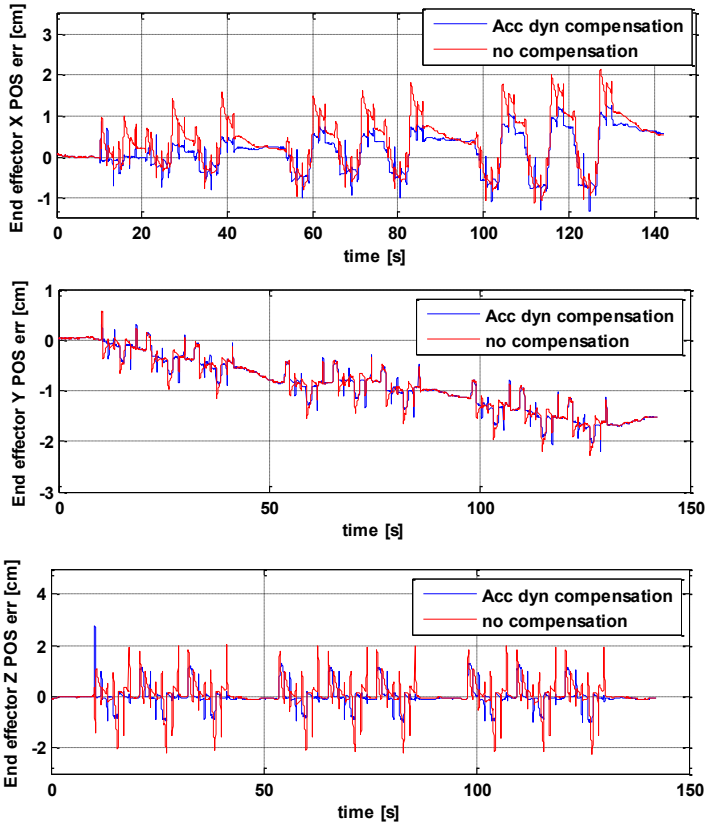 End effector X POS err [cm]
3
2
1
0
-1
Acc dyn compensation
no compensation
0 20 40 60 80 100 120 140
time [s]
End effector Y POS err [cm]
1
0
-1
-2
-3
Acc dyn compensation
no compensation
0 50 100 150
time [s]
End effector Z POS err [cm]
4
2
0
-2
Acc dyn compensation
no compensation
0 50 100 150
time [s]